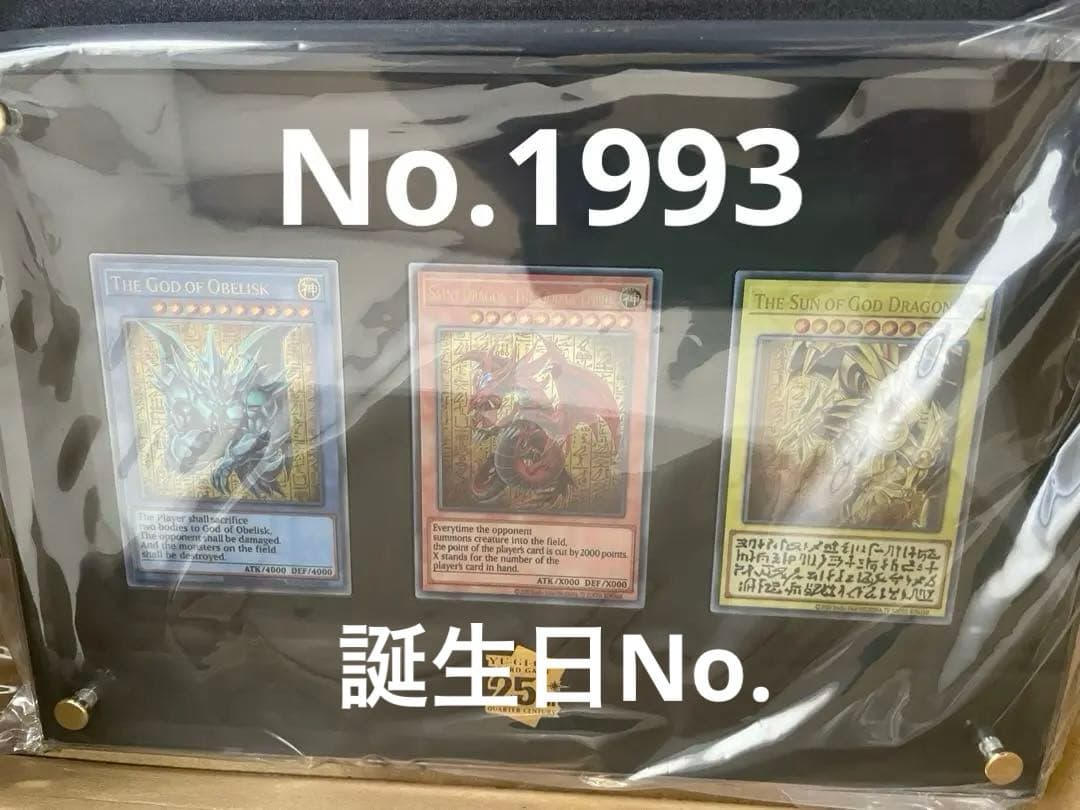 No.1993
THE GOD OF OBELISK
神
The Player shall sacrifice
two bodies to God of Obelisk.
The opponent shall be damaged.
And the monsters on the field
shall be destroyed.
ATK/4000 DEF/4000
神
Everytime the opponent
summons creature into the field,
the point of the player's card is cut by 2000 points.
X stands for the number of the
player's card in hand.
ATK/X000 DEF/X000
THE SUN OF GOD DRAGON
誕生日No.
25
QUARTER CENTURY